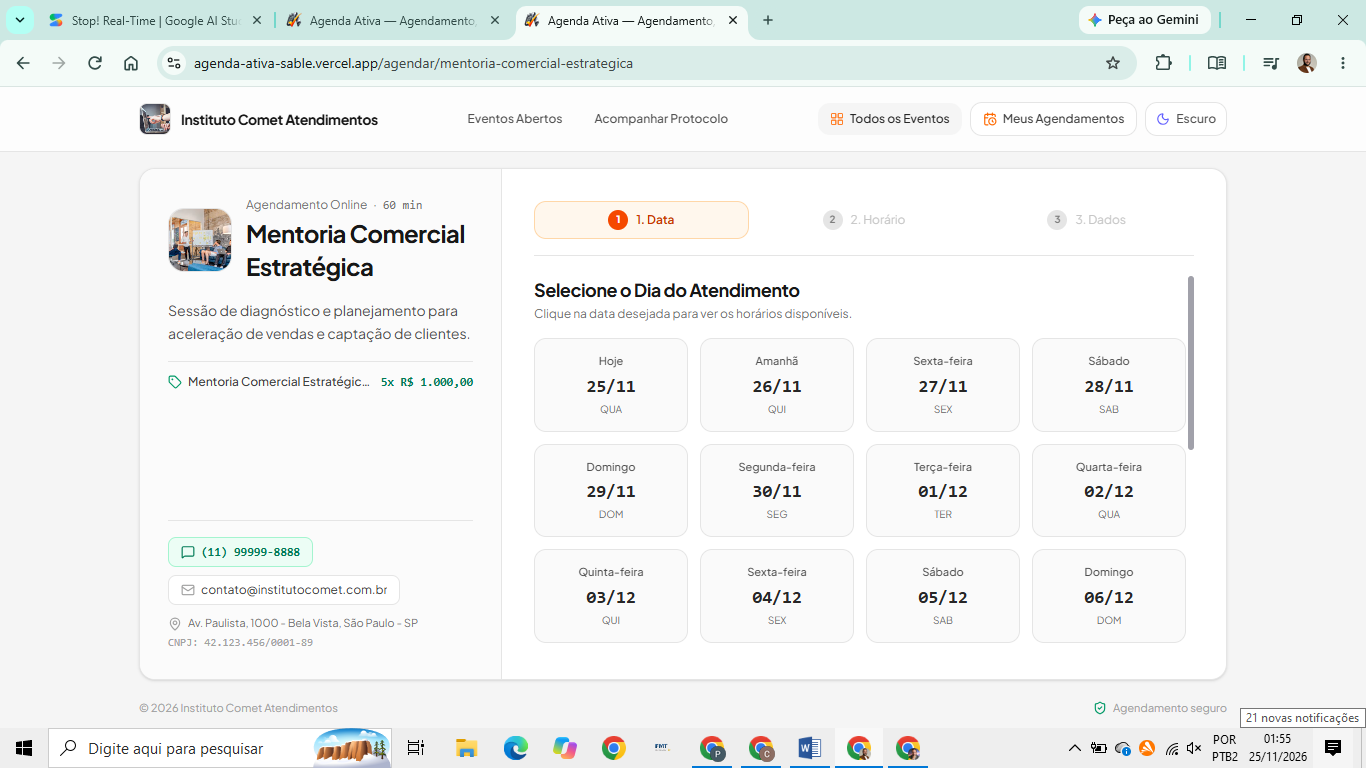 Stop! Real-Time | Google AI Stu
Agenda Ativa — Agendamento,
Agenda Ativa — Agendamento,
Peça ao Gemini
agenda-ativa-sable.vercel.app/agendar/mentoria-comercial-estrategica
Instituto Comet Atendimentos
Eventos Abertos
Acompanhar Protocolo
Todos os Eventos
Meus Agendamentos
Escuro
Agendamento Online · 60 min
Mentoria Comercial
Estratégica
Sessão de diagnóstico e planejamento para
aceleração de vendas e captação de clientes.
Mentoria Comercial Estratégic... 5x R$ 1.000,00
(11) 99999-8888
contato@institutocomet.com.br
Av. Paulista, 1000 - Bela Vista, São Paulo - SP
CNPJ: 42.123.456/0001-89
1 1. Data
2 2. Horário
3 3. Dados
Selecione o Dia do Atendimento
Clique na data desejada para ver os horários disponíveis.
Hoje
25/11
QUA
Amanhã
26/11
QUI
Sexta-feira
27/11
SEX
Sábado
28/11
SAB
Domingo
29/11
DOM
Segunda-feira
30/11
SEG
Terça-feira
01/12
TER
Quarta-feira
02/12
QUA
Quinta-feira
03/12
QUI
Sexta-feira
04/12
SEX
Sábado
05/12
SAB
Domingo
06/12
DOM
© 2026 Instituto Comet Atendimentos
Agendamento seguro
21 novas notificações
Digite aqui para pesquisar
FMT
P
C
POR
PTB2
01:55
25/11/2026